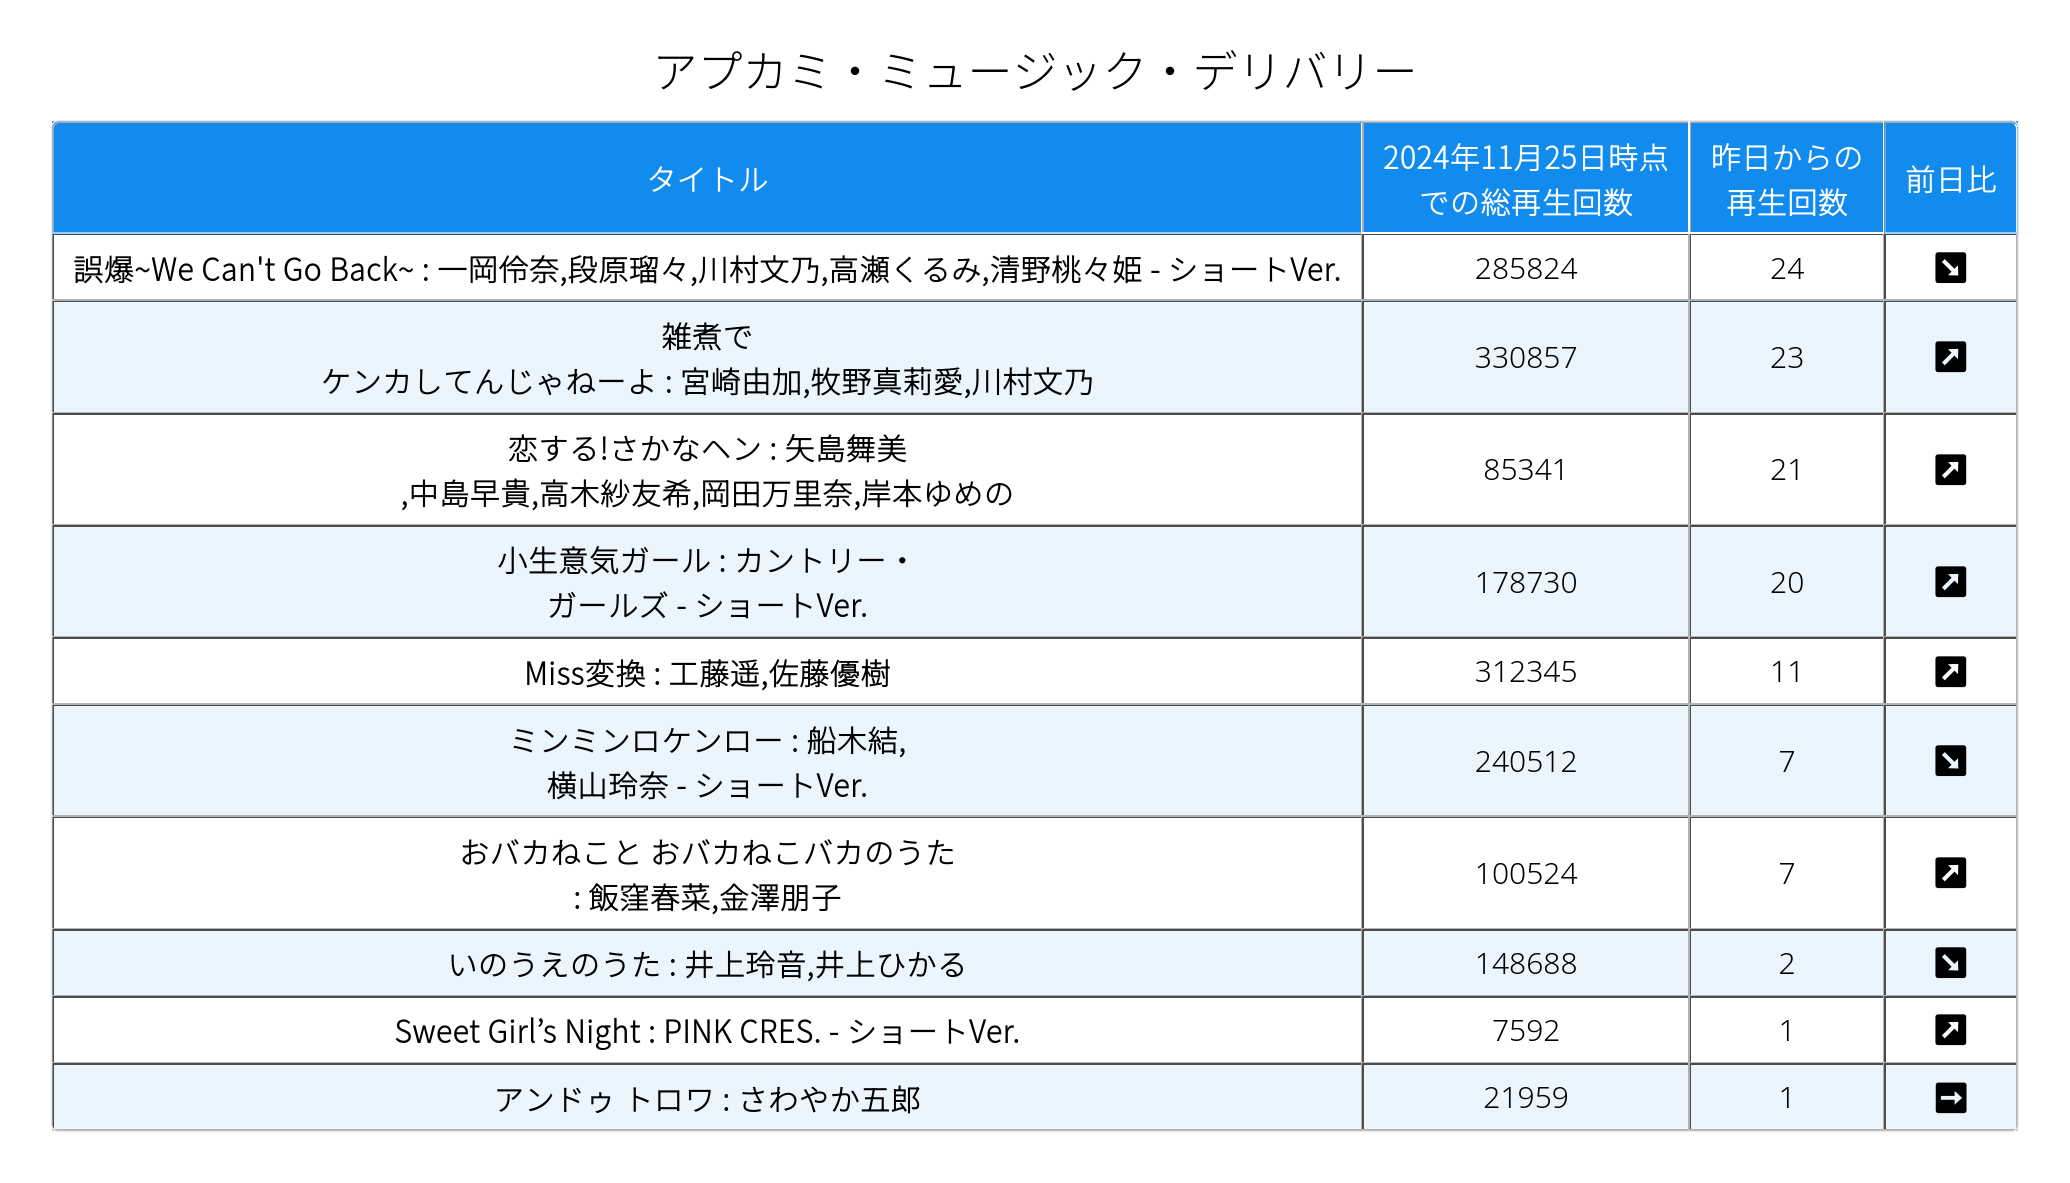 アプカミ・ミュージック・デリバリー
タイトル
2024年11月25日時点
での総再生回数
昨日からの
再生回数
前日比
誤爆~We Can't Go Back~ : 一岡伶奈,段原瑠々,川村文乃,高瀬くるみ,清野桃々姫 - ショートVer.
285824
24
雑煮で
ケンカしてんじゃねーよ : 宮崎由加,牧野真莉愛,川村文乃
330857
23
恋する!さかなヘン : 矢島舞美
,中島早貴,高木紗友希,岡田万里奈,岸本ゆめの
85341
21
小生意気ガール : カントリー・
ガールズ - ショートVer.
178730
20
Miss変換 : 工藤遥,佐藤優樹
312345
11
ミンミンロケンロー : 船木結,
横山玲奈 - ショートVer.
240512
7
おバカねこと おバカねこバカのうた
: 飯窪春菜,金澤朋子
100524
7
いのうえのうた : 井上玲音,井上ひかる
148688
2
Sweet Girl’s Night : PINK CRES. - ショートVer.
7592
1
アンドゥ トロワ : さわやか五郎
21959
1